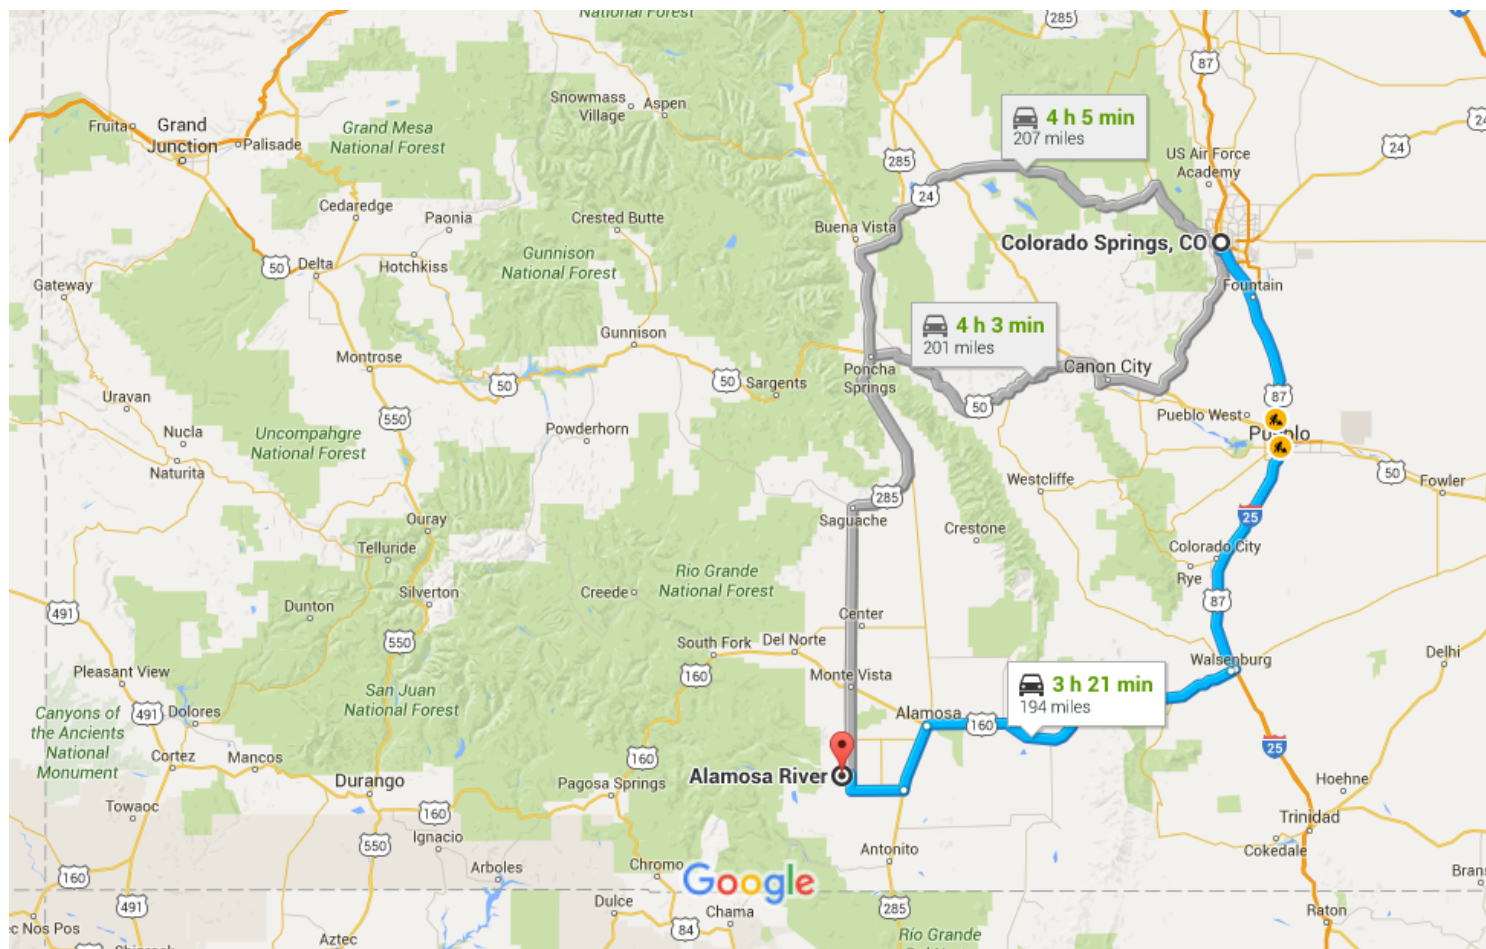 National Forest
285
87
Snowmass
Village
Aspen
4 h 5 min
207 miles
24
24
Fruita
Grand
Junction
Palisade
Grand Mesa
National Forest
285
US Air Force
Academy
24
Cedaredge
Paonia
Crested Butte
Buena Vista
Colorado Springs, CO
Gunnison
National Forest
50
Delta
Hotchkiss
Gateway
Fountain
4 h 3 min
201 miles
Gunnison
Montrose
50
50
Sargents
Poncha
Springs
Canon City
50
87
Uravan
550
Pueblo West
Pueblo
Nucla
Naturita
Uncompahgre
National Forest
Powderhorn
Westcliffe
50
Fowler
285
Saguache
25
Ouray
Telluride
Crestone
Colorado City
Rye
Rio Grande
National Forest
Creede
Silverton
Dunton
491
87
Center
550
South Fork
Del Norte
160
Monte Vista
Walsenburg
Delhi
Pleasant View
3 h 21 min
194 miles
San Juan
National Forest
Canyons of
the Ancients
National
Monument
491
Dolores
Alamosa
160
25
Cortez
Mancos
160
Alamosa River
Durango
Pagosa Springs
Hoehne
Towaoc
160
Ignacio
550
Trinidad
Cokedale
Antonito
Arboles
Chromo
Google
160
491
Dulce
Chama
84
285
Raton
ec Nos Pos
Aztec
Rio Grande